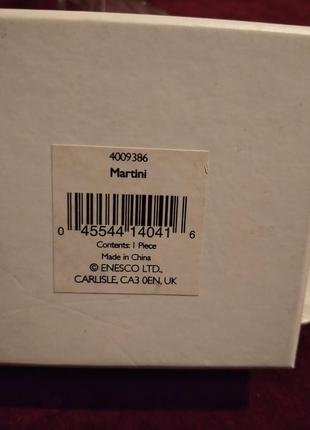 4009386
Martini
0 45544 14041 6
Contents: 1 Piece
Made in China
© ENESCO LTD.,
CARLISLE, CA3 0EN, UK